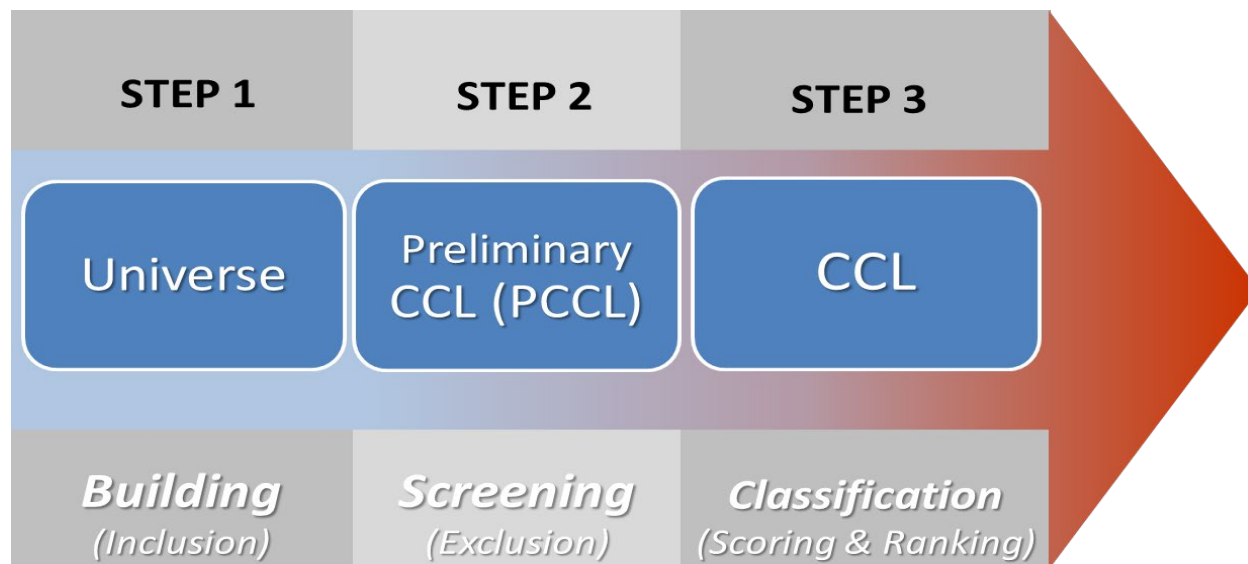 STEP 1
STEP 2
STEP 3
Universe
Preliminary
CCL (PCCL)
CCL
Building
(Inclusion)
Screening
(Exclusion)
Classification
(Scoring & Ranking)